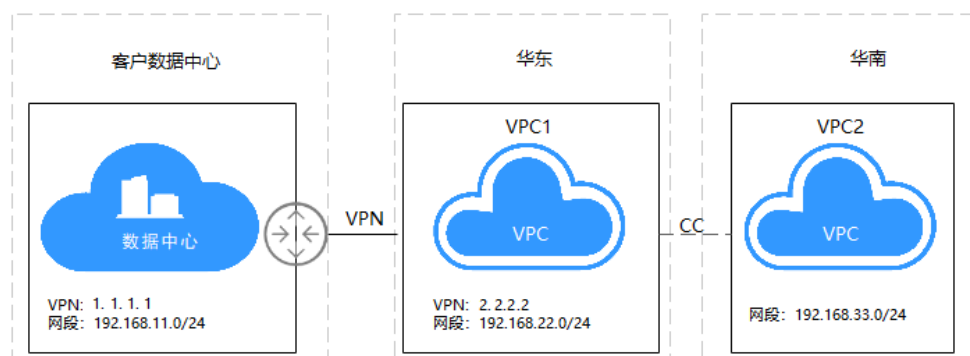 客户数据中心
华东
华南
VPC1
VPC2
数据中心
VPN
VPC
CC
VPC
VPN: 1. 1. 1. 1
网段: 192.168.11.0/24
VPN: 2.2.2.2
网段: 192.168.22.0/24
网段: 192.168.33.0/24